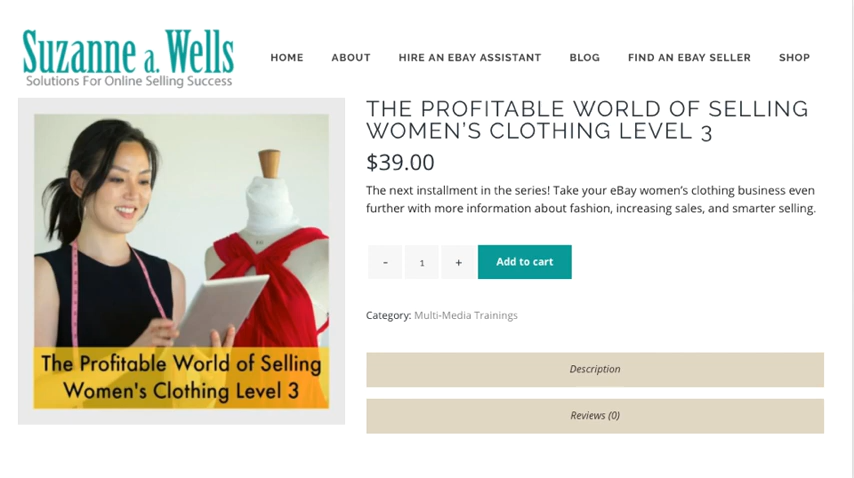 Suzanne a. Wells
Solutions For Online Selling Success
HOME ABOUT HIRE AN EBAY ASSISTANT BLOG FIND AN EBAY SELLER SHOP
The Profitable World of Selling
Women's Clothing Level 3
THE PROFITABLE WORLD OF SELLING
WOMEN’S CLOTHING LEVEL 3
$39.00
The next installment in the series! Take your eBay women’s clothing business even
further with more information about fashion, increasing sales, and smarter selling.
- 1 + Add to cart
Category: Multi-Media Trainings
Description
Reviews (0)